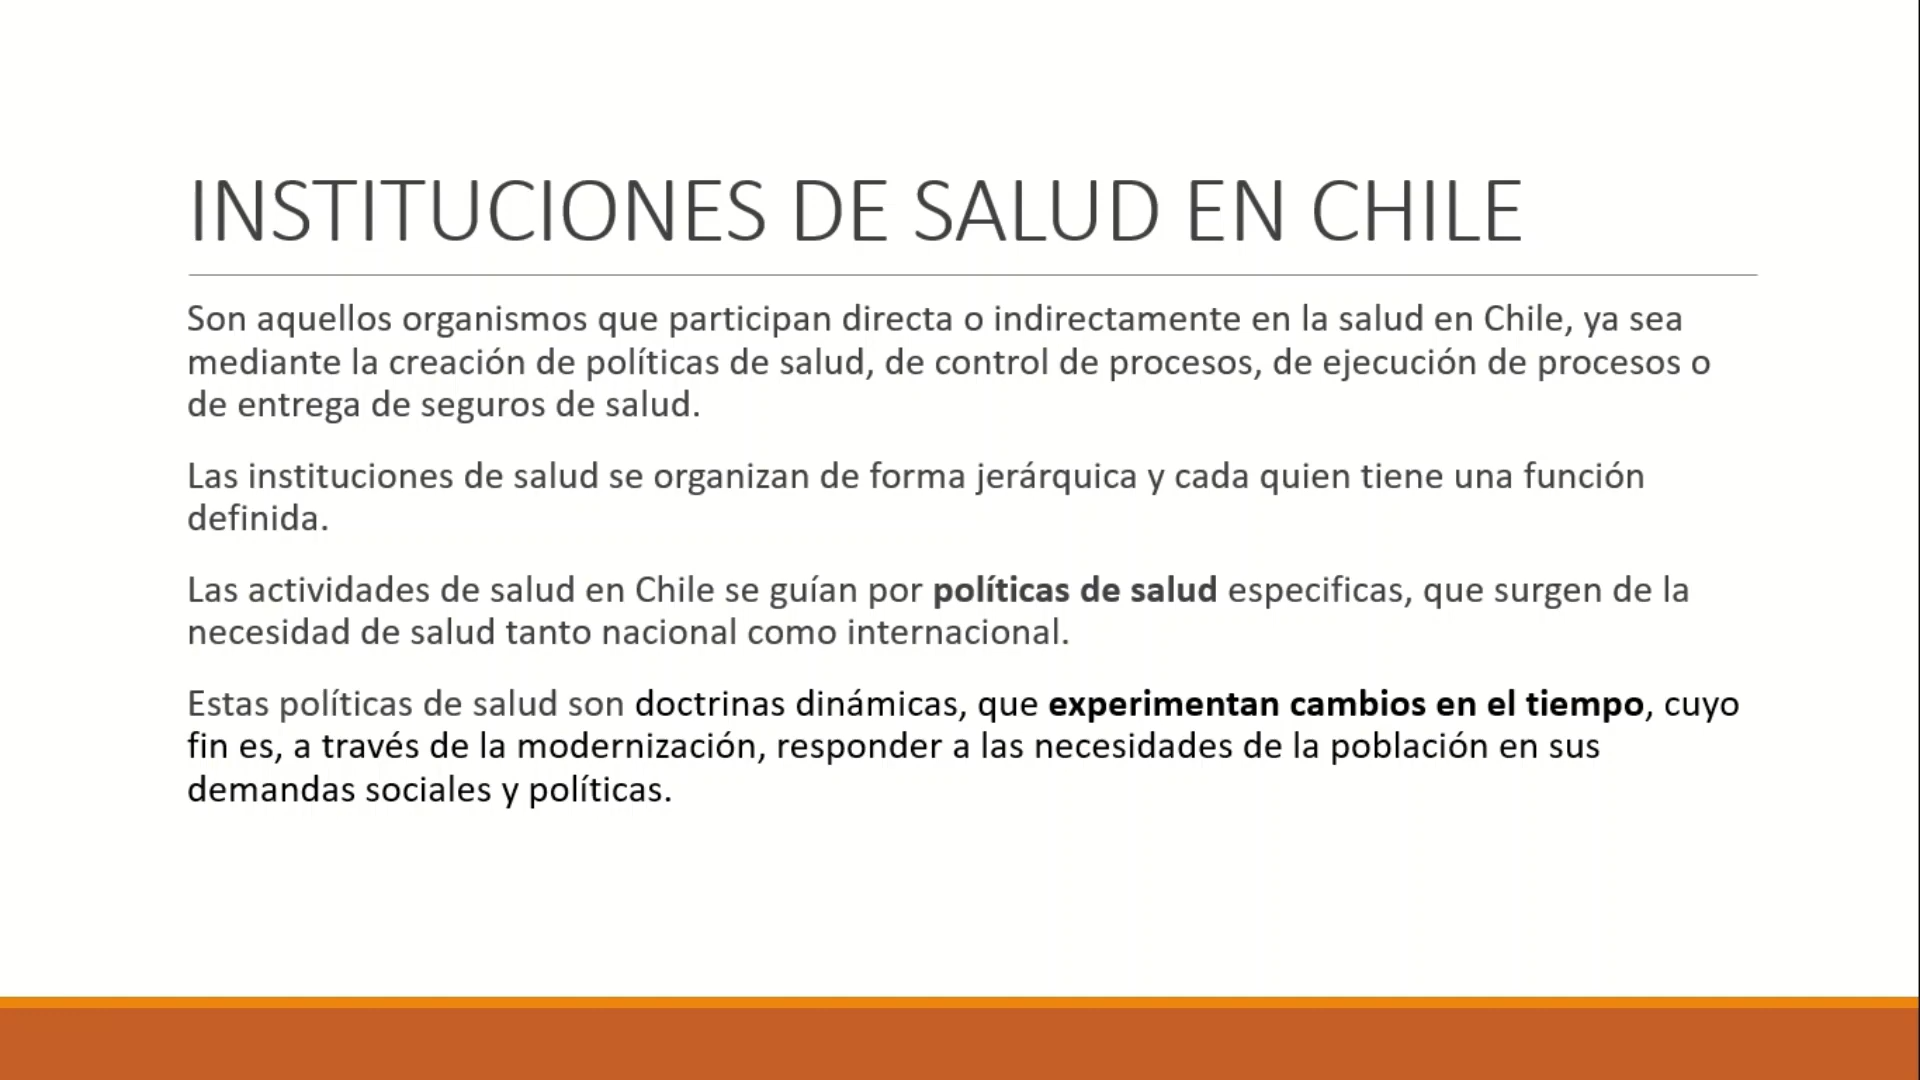 INSTITUCIONES DE SALUD EN CHILE
Son aquellos organismos que participan directa o indirectamente en la salud en Chile, ya sea
mediante la creación de políticas de salud, de control de procesos, de ejecución de procesos o
de entrega de seguros de salud.
Las instituciones de salud se organizan de forma jerárquica y cada quien tiene una función
definida.
Las actividades de salud en Chile se guían por políticas de salud especificas, que surgen de la
necesidad de salud tanto nacional como internacional.
Estas políticas de salud son doctrinas dinámicas, que experimentan cambios en el tiempo, cuyo
fin es, a través de la modernización, responder a las necesidades de la población en sus
demandas sociales y políticas.